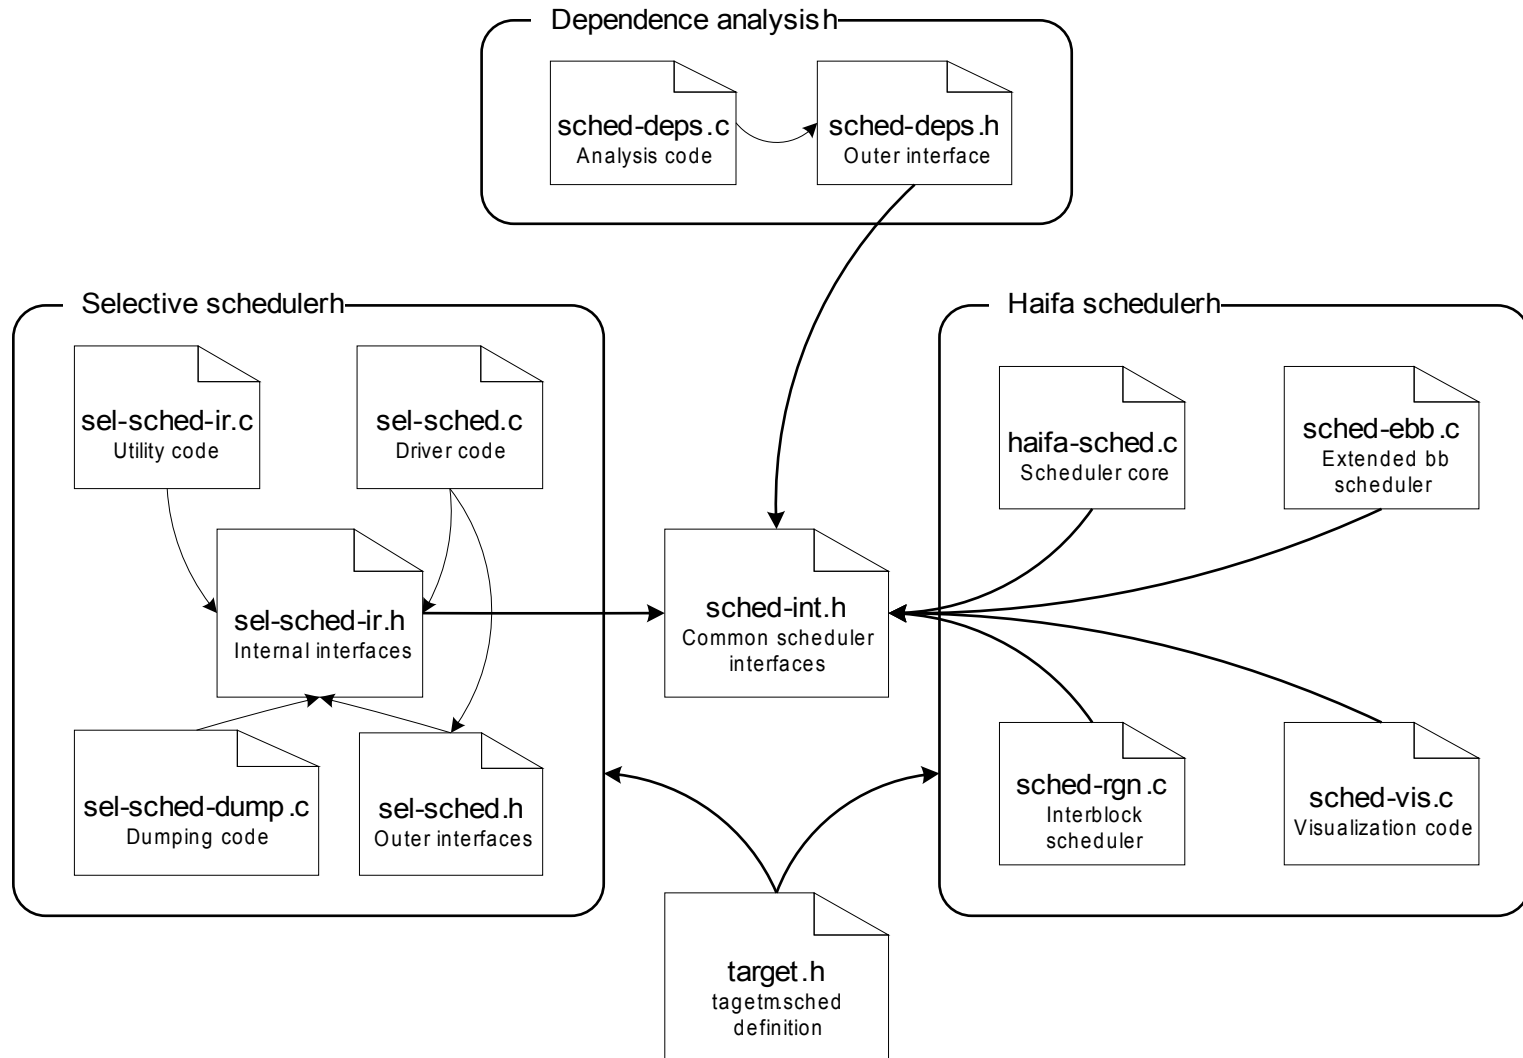 Dependence analysish
sched-deps.c
Analysis code
sched-deps.h
Outer interface
Selective schedulerh
sel-sched-ir.c
Utility code
sel-sched.c
Driver code
sel-sched-ir.h
Internal interfaces
sel-sched-dump.c
Dumping code
sel-sched.h
Outer interfaces
sched-int.h
Common scheduler
interfaces
Haifa schedulerh
haifa-sched.c
Scheduler core
sched-ebb.c
Extended bb
scheduler
sched-rgn.c
Interblock
scheduler
sched-vis.c
Visualization code
target.h
tagetm.sched
definition